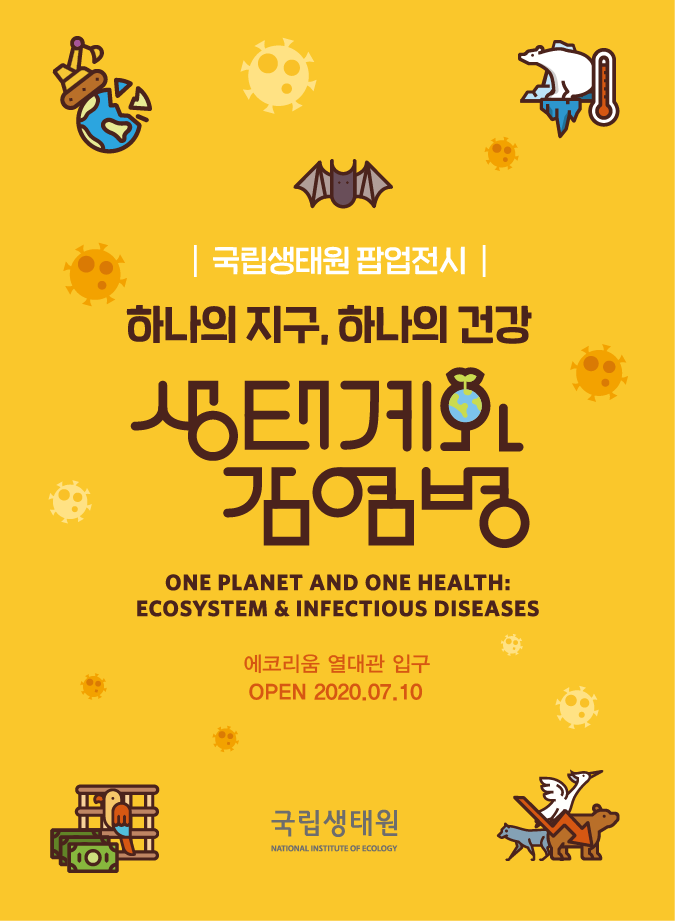 | 국립생태원 팝업전시 |
하나의 지구, 하나의 건강
생태계와
감염병
ONE PLANET AND ONE HEALTH:
ECOSYSTEM & INFECTIOUS DISEASES
에코리움 열대관 입구
OPEN 2020.07.10
국립생태원
NATIONAL INSTITUTE OF ECOLOGY